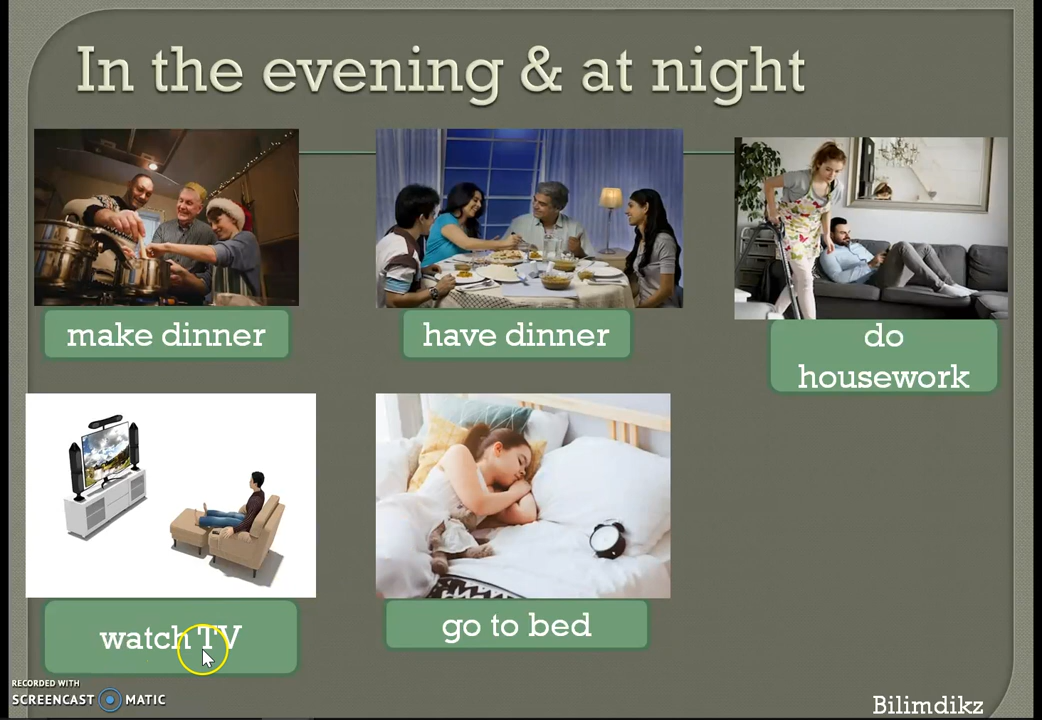 In the evening & at night
make dinner
have dinner
do
housework
watch TV
go to bed
RECORDED WITH
SCREENCAST MATIC
Bilimdikz